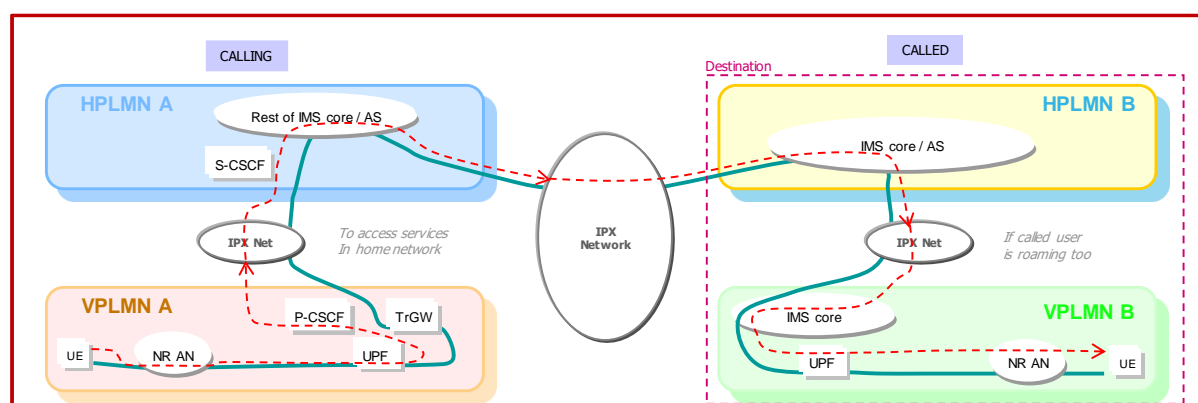 CALLING
CALLED
Destination
HPLMN A
HPLMN B
Rest of IMS core / AS
IMS core / AS
S-CSCF
IPX Net
To access services
In home network
IPX
Network
IPX Net
If called user
is roaming too
VPLMN A
VPLMN B
P-CSCF
TrGW
IMS core
UE
NR AN
UPF
UPF
NR AN
UE